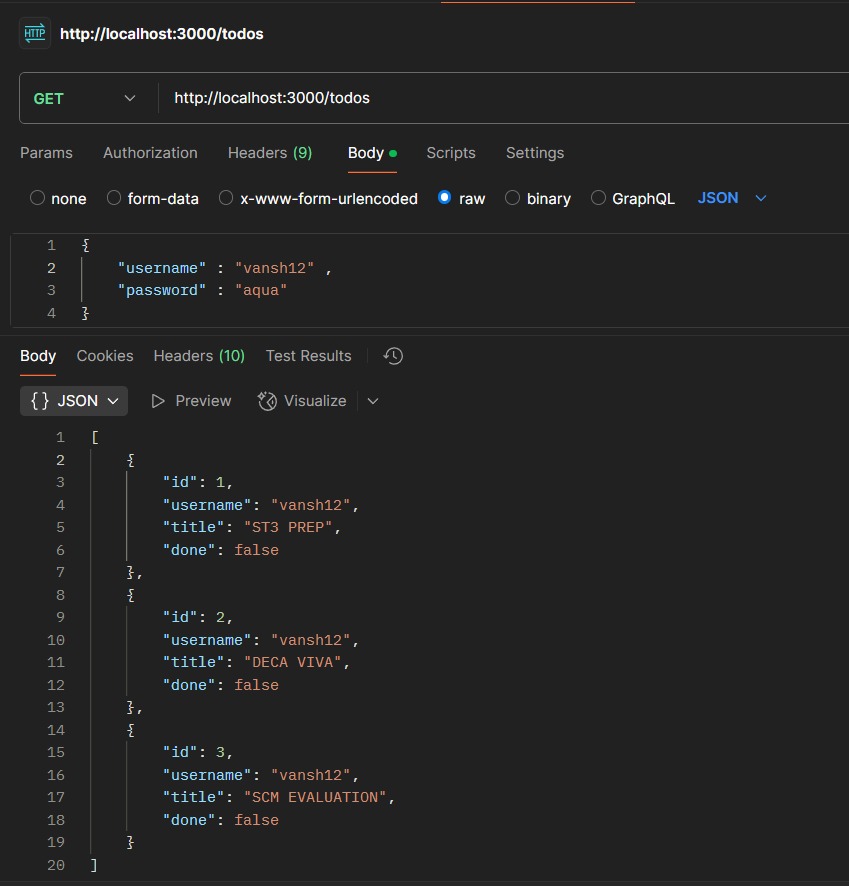 HTTP http://localhost:3000/todos
GET http://localhost:3000/todos
Params Authorization Headers (9) Body Scripts Settings
none form-data x-www-form-urlencoded raw binary GraphQL JSON
1 {
2 "username" : "vansh12" ,
3 "password" : "aqua"
4 }
Body Cookies Headers (10) Test Results
{} JSON Preview Visualize
1 [
2 {
3 "id": 1,
4 "username": "vansh12",
5 "title": "ST3 PREP",
6 "done": false
7 },
8 {
9 "id": 2,
10 "username": "vansh12",
11 "title": "DECA VIVA",
12 "done": false
13 },
14 {
15 "id": 3,
16 "username": "vansh12",
17 "title": "SCM EVALUATION",
18 "done": false
19 }
20 ]